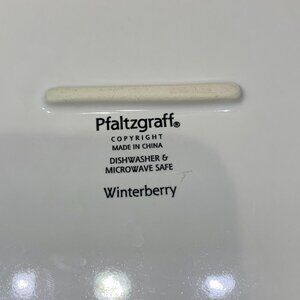 Pfaltzgraff®
COPYRIGHT
MADE IN CHINA
DISHWASHER &
MICROWAVE SAFE
Winterberry